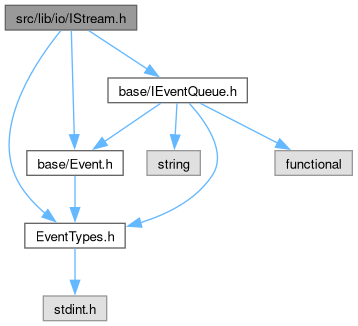 src/lib/io/IStream.h
base/IEventQueue.h
base/Event.h
string
functional
EventTypes.h
stdint.h